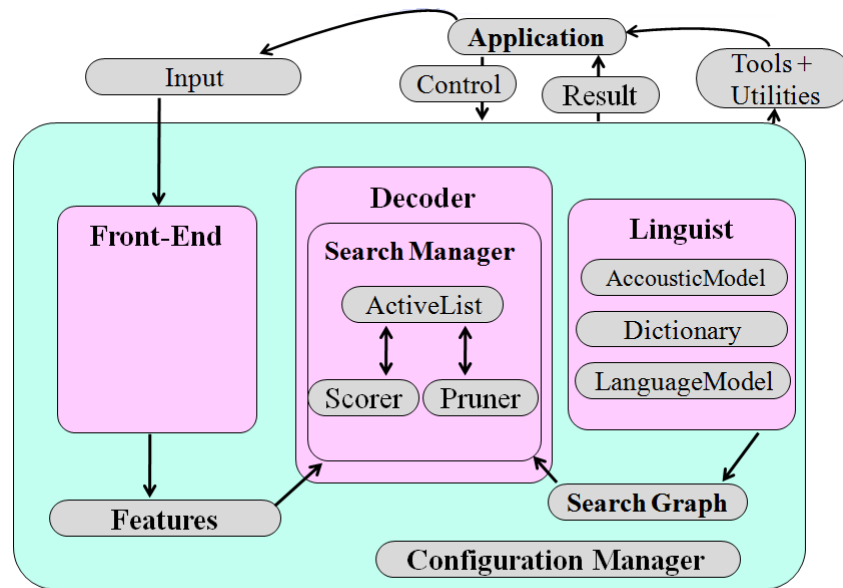 Application
Input
Control
Result
Tools +
Utilities
Decoder
Front-End
Linguist
Search Manager
AccousticModel
ActiveList
Dictionary
LanguageModel
Scorer
Pruner
Features
Search Graph
Configuration Manager